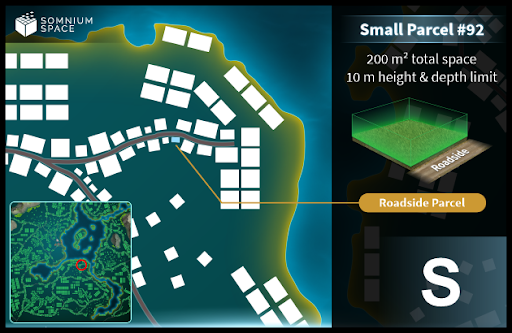 SOMNIUM
SPACE
Small Parcel #92
200 m² total space
10 m height & depth limit
Roadside
Roadside Parcel
S